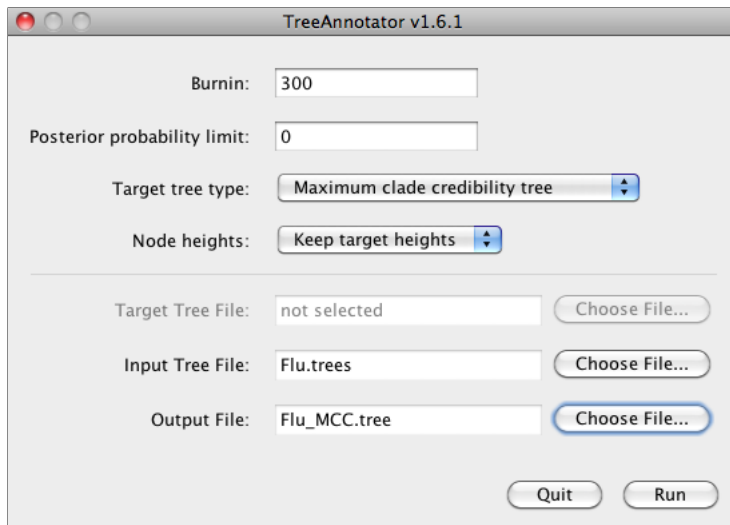 TreeAnnotator v1.6.1
Burnin: 300
Posterior probability limit: 0
Target tree type: Maximum clade credibility tree
Node heights: Keep target heights
Target Tree File: not selected Choose File...
Input Tree File: Flu.trees Choose File...
Output File: Flu_MCC.tree Choose File...
Quit Run